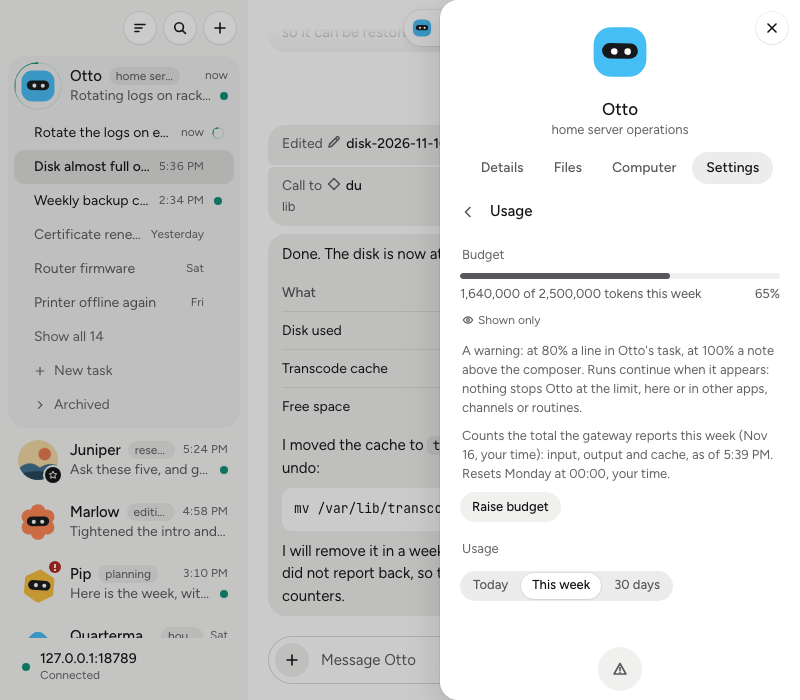 Otto home ser... now
Rotating logs on rack...
Rotate the logs on e... now
Disk almost full o... 5:36 PM
Weekly backup c... 2:34 PM
Certificate rene... Yesterday
Router firmware Sat
Printer offline again Fri
Show all 14
New task
Archived
Juniper rese... 5:24 PM
Ask these five, and g...
Marlow editi... 4:58 PM
Tightened the intro and...
Pip planning 3:10 PM
Here is the week, wit...
Quarterma hou... Sat
127.0.0.1:18789
Connected
so it can be restor
Edited disk-2026-11-1
Call to du
lib
Done. The disk is now at
What
Disk used
Transcode cache
Free space
I moved the cache to
undo:
mv /var/lib/transco
I will remove it in a week
did not report back, so t
counters.
Message Otto
Otto
home server operations
Details Files Computer Settings
Usage
Budget
1,640,000 of 2,500,000 tokens this week 65%
Shown only
A warning: at 80% a line in Otto's task, at 100% a note
above the composer. Runs continue when it appears:
nothing stops Otto at the limit, here or in other apps,
channels or routines.
Counts the total the gateway reports this week (Nov
16, your time): input, output and cache, as of 5:39 PM.
Resets Monday at 00:00, your time.
Raise budget
Usage
Today This week 30 days